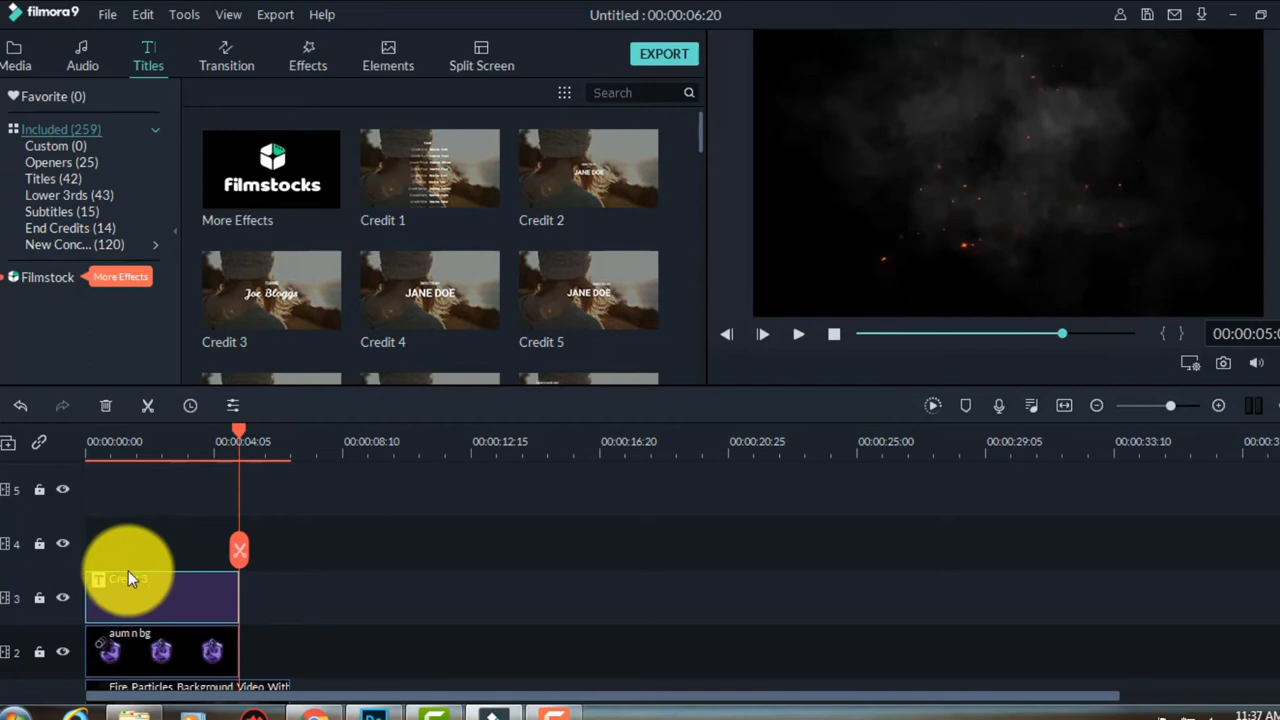 filmora9 File Edit Tools View Export Help Untitled : 00:00:06:20
Media Audio Titles Transition Effects Elements Split Screen EXPORT
Favorite (0)
Search
Included (259)
Custom (0)
Openers (25)
Titles (42)
Lower 3rds (43)
Subtitles (15)
End Credits (14)
New Conc... (120)
Filmstock More Effects
filmstocks
JANE DOE
More Effects Credit 1 Credit 2
Joe Bloggs JANE DOE JANE DOE
Credit 3 Credit 4 Credit 5
00:00:05:0
00:00:00:00 00:00:04:05 00:00:08:10 00:00:12:15 00:00:16:20 00:00:20:25 00:00:25:00 00:00:29:05 00:00:33:10 00:00:3
5
4
T Credit 3
3
aum n bg
2
Fire Particles Background Video With
Ps
11:37 AM